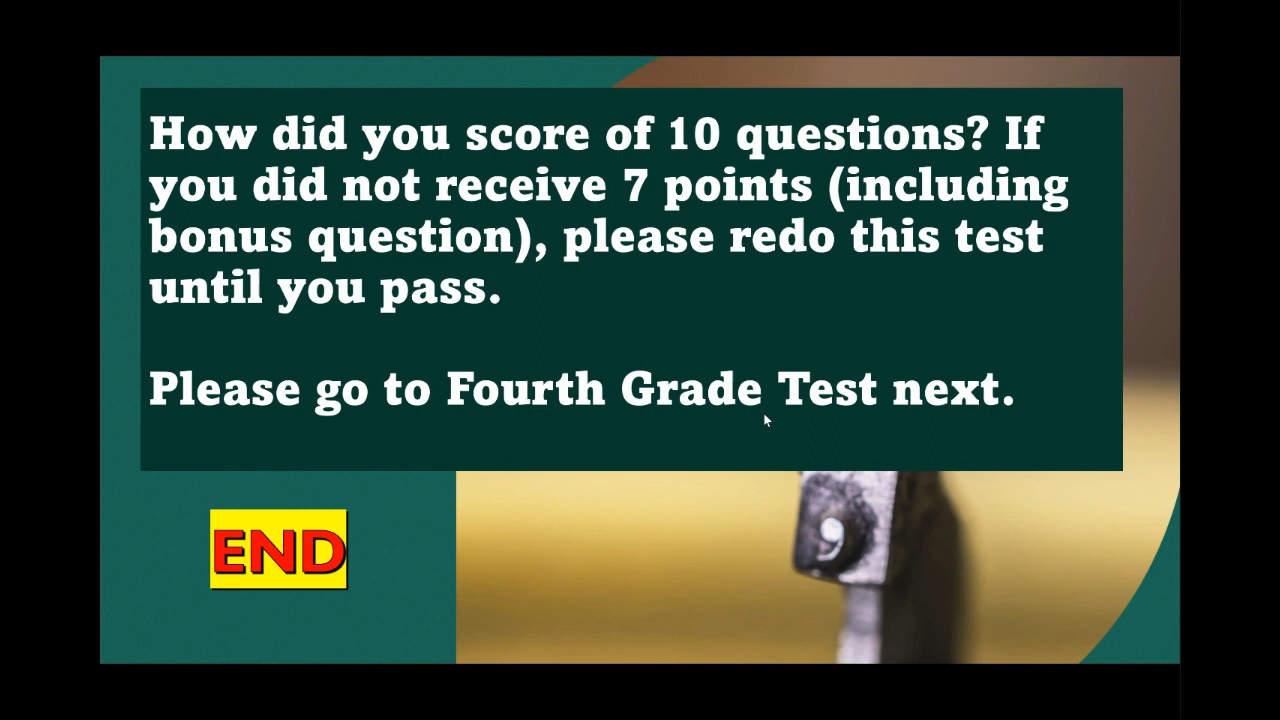 How did you score of 10 questions? If
you did not receive 7 points (including
bonus question), please redo this test
until you pass.
Please go to Fourth Grade Test next.
END